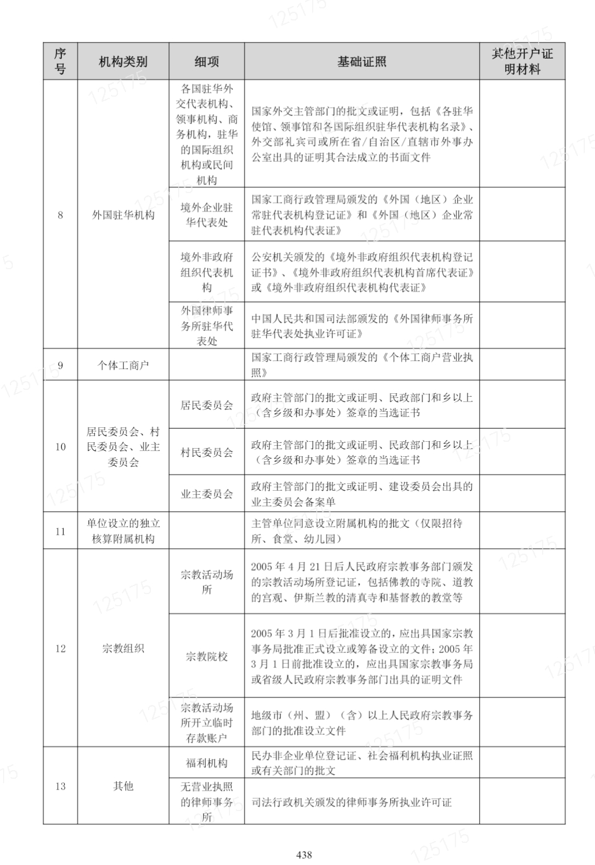 序号
机构类别
细项
基础证照
其他开户证明材料
8
外国驻华机构
各国驻华外
交代表机构、
领事机构、商
务机构，驻华
的国际组织
机构或民间
机构
国家外交主管部门的批文或证明，包括《各驻华
使馆、领事馆和各国际组织驻华代表机构名录》、
外交部礼宾司或所在省/自治区/直辖市外事办
公室出具的证明其合法成立的书面文件
境外企业驻
华代表处
国家工商行政管理局颁发的《外国（地区）企业
常驻代表机构登记证》和《外国（地区）企业常
驻代表机构代表证》
境外非政府
组织代表机
构
公安机关颁发的《境外非政府组织代表机构登记
证书》、《境外非政府组织代表机构首席代表证》
或《境外非政府组织代表机构代表证》
外国律师事
务所驻华代
表处
中国人民共和国司法部颁发的《外国律师事务所
驻华代表处执业许可证》
9
个体工商户
国家工商行政管理局颁发的《个体工商户营业执
照》
10
居民委员会、村
民委员会、业主
委员会
居民委员会
政府主管部门的批文或证明、民政部门和乡以上
（含乡级和办事处）签章的当选证书
村民委员会
政府主管部门的批文或证明、民政部门和乡以上
（含乡级和办事处）签章的当选证书
业主委员会
政府主管部门的批文或证明、建设委员会出具的
业主委员会备案单
11
单位设立的独立
核算附属机构
主管单位同意设立附属机构的批文（仅限招待
所、食堂、幼儿园）
12
宗教组织
宗教活动场
所
2005 年 4 月 21 日后人民政府宗教事务部门颁发
的宗教活动场所登记证，包括佛教的寺院、道教
的宫观、伊斯兰教的清真寺和基督教的教堂等
宗教院校
2005 年 3 月 1 日后批准设立的，应出具国家宗教
事务局批准正式设立或筹备设立的文件；2005 年
3 月 1 日前批准设立的，应出具国家宗教事务局
或省级人民政府宗教事务部门出具的证明文件
宗教活动场
所开立临时
存款账户
地级市（州、盟）（含）以上人民政府宗教事务
部门的批准设立文件
13
其他
福利机构
民办非企业单位登记证、社会福利机构执业证照
或有关部门的批文
无营业执照
的律师事务
所
司法行政机关颁发的律师事务所执业许可证
438
125175